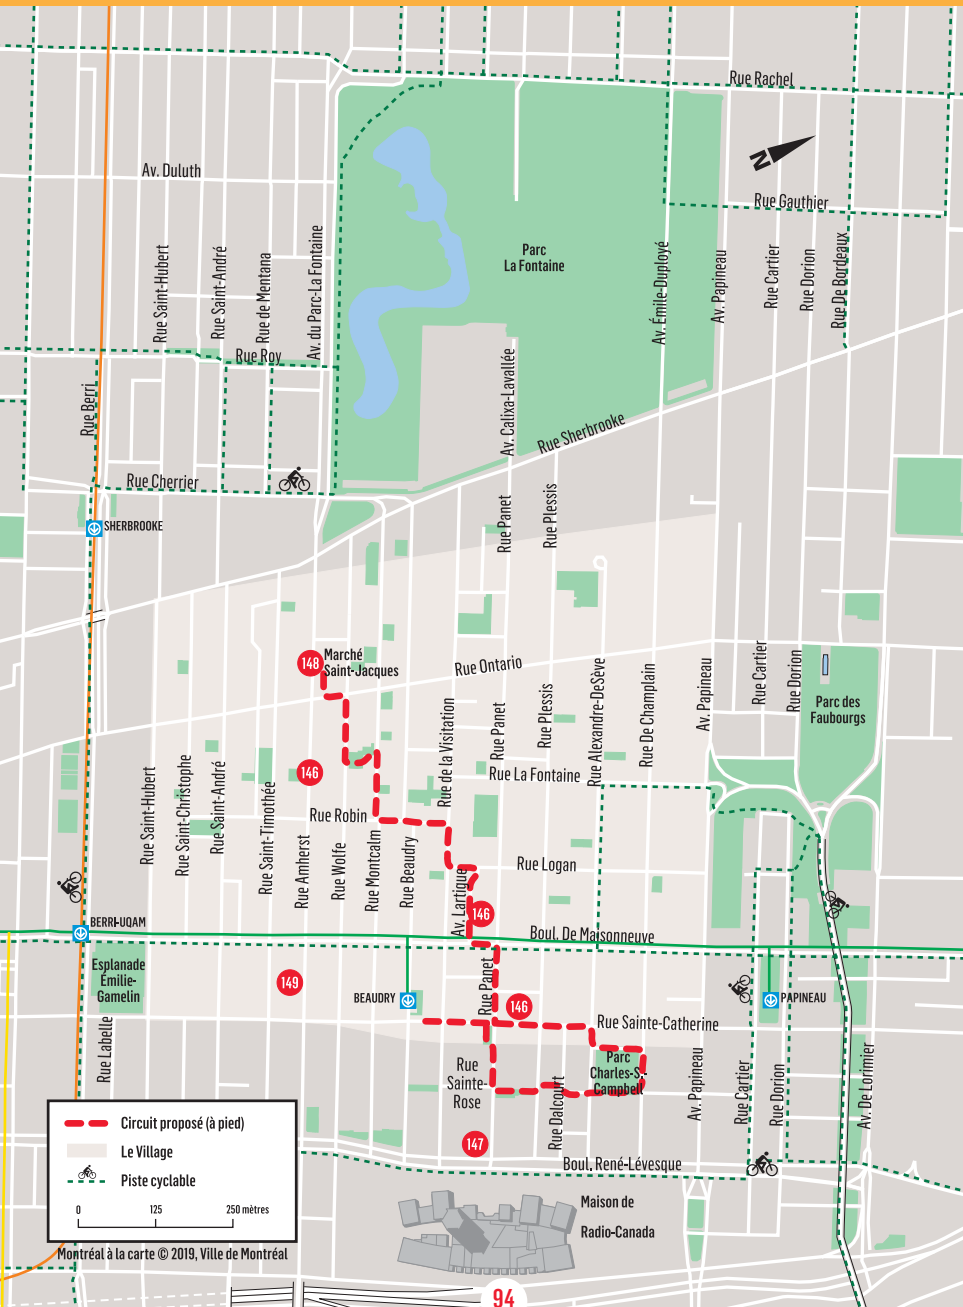 Rue Rachel
Av. Duluth
Rue Gauthier
N
Parc
La Fontaine
Rue Saint-Hubert
Rue Saint-André
Rue de Mentana
Av. du Parc-La Fontaine
Av. Émile-Duployé
Av. Papineau
Rue Cartier
Rue Dorion
Rue De Bordeaux
Rue Roy
Rue Berri
Av. Calixa-Lavallée
Rue Sherbrooke
Rue Cherrier
SHERBROOKE
Rue Panet
Rue Plessis
148
Marché
Saint-Jacques
Rue Ontario
Rue Alexandre-DeSève
Rue De Champlain
Av. Papineau
Rue Cartier
Rue Dorion
Parc des
Faubourgs
Rue de la Visitation
Rue Panet
Rue Plessis
146
Rue La Fontaine
Rue Saint-Hubert
Rue Saint-Christophe
Rue Saint-André
Rue Saint-Timothée
Rue Robin
Rue Amherst
Rue Wolfe
Rue Montcalm
Rue Beaudry
Rue Logan
Av. Lartigue
146
BERRI-UQAM
Boul. De Maisonneuve
Esplanade
Émilie-
Gamelin
149
BEAUDRY
Rue Panet
146
PAPINEAU
Rue Sainte-Catherine
Rue Labelle
Rue
Sainte-
Rose
Parc
Charles-S.-
Campbell
Rue Dalcourt
Av. Papineau
Rue Cartier
Rue Dorion
Av. De Lorimier
147
Boul. René-Lévesque
Circuit proposé (à pied)
Le Village
Piste cyclable
0 125 250 mètres
Maison de
Radio-Canada
Montréal à la carte © 2019, Ville de Montréal
94